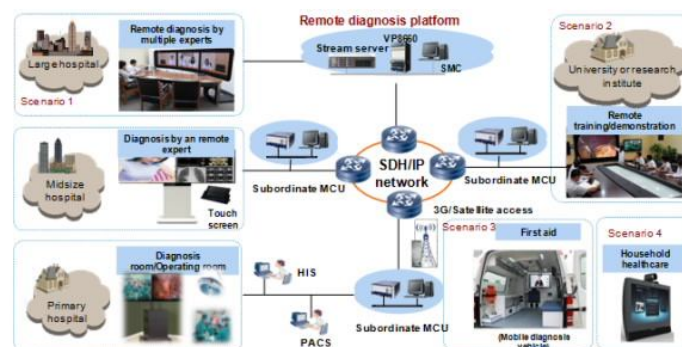 Remote diagnosis platform
VP8660
Stream server
SMC
Remote diagnosis by
multiple experts
Large hospital
Scenario 1
Scenario 2
University or research
institute
Remote
training/demonstration
Diagnosis by an remote
expert
Midsize
hospital
Touch
screen
Subordinate MCU
SDH/IP
network
Subordinate MCU
3G/Satellite access
Scenario 3
First aid
(Mobile diagnosis
vehicle)
Scenario 4
Household
healthcare
Diagnosis
room/Operating room
Primary
hospital
HIS
PACS
Subordinate MCU